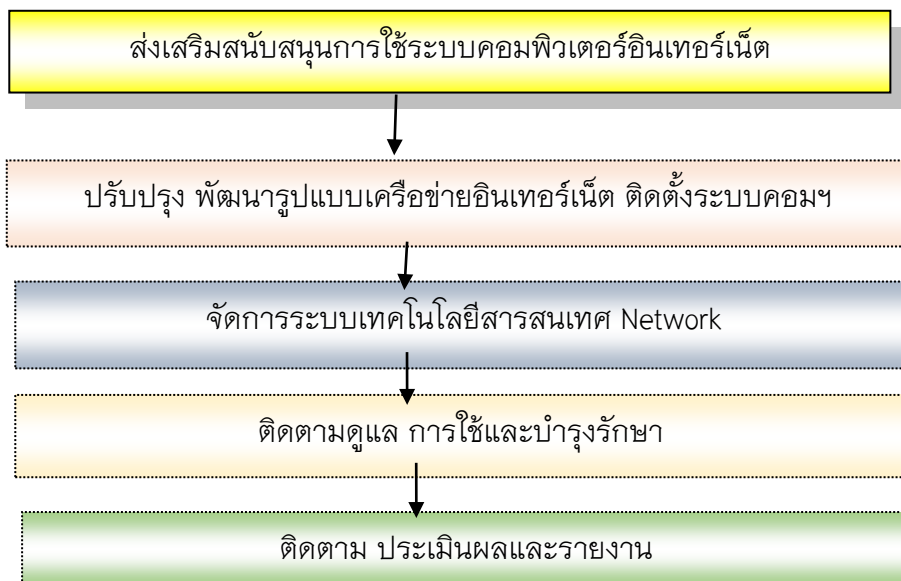 ส่งเสริมสนับสนุนการใช้ระบบคอมพิวเตอร์อินเทอร์เน็ต
ปรับปรุง พัฒนารูปแบบเครือข่ายอินเทอร์เน็ต ติดตั้งระบบคอมฯ
จัดการระบบเทคโนโลยีสารสนเทศ Network
ติดตามดูแล การใช้และบำรุงรักษา
ติดตาม ประเมินผลและรายงาน